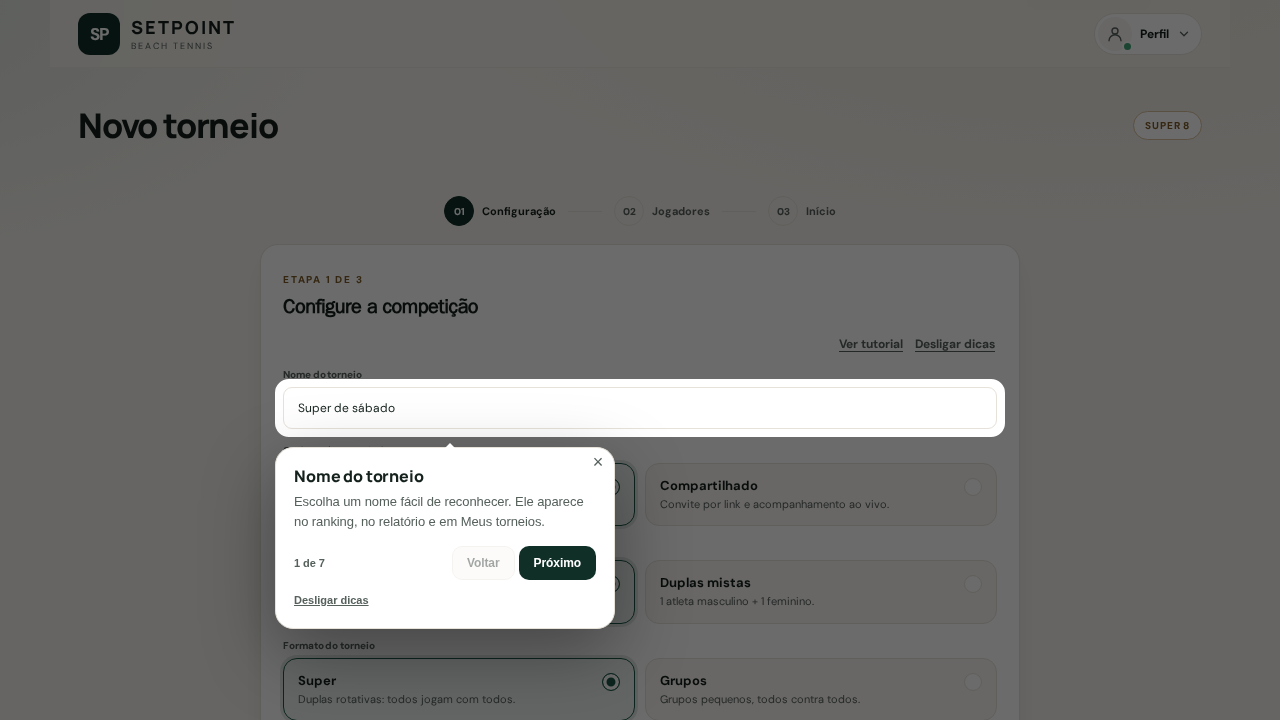 SP
SETPOINT
BEACH TENNIS
Perfil
Novo torneio
SUPER 8
01 Configuração
02 Jogadores
03 Início
ETAPA 1 DE 3
Configure a competição
Ver tutorial
Desligar dicas
Nome do torneio
Super de sábado
Nome do torneio
Escolha um nome fácil de reconhecer. Ele aparece
no ranking, no relatório e em Meus torneios.
1 de 7
Voltar
Próximo
Desligar dicas
Compartilhado
Convite por link e acompanhamento ao vivo.
Duplas mistas
1 atleta masculino + 1 feminino.
Formato do torneio
Super
Duplas rotativas: todos jogam com todos.
Grupos
Grupos pequenos, todos contra todos.